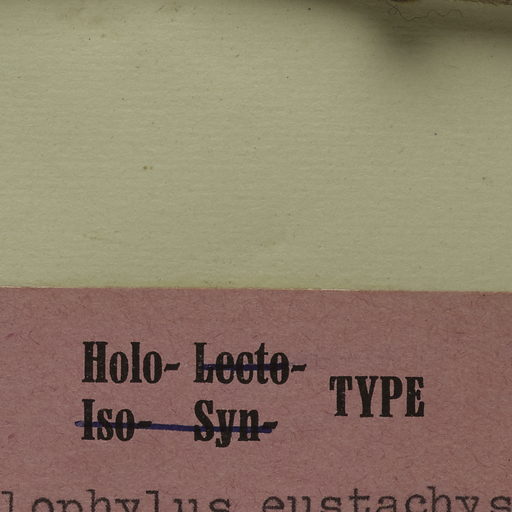 Holo- Lecto-
Iso- Syn- TYPE
lophylus eustachys